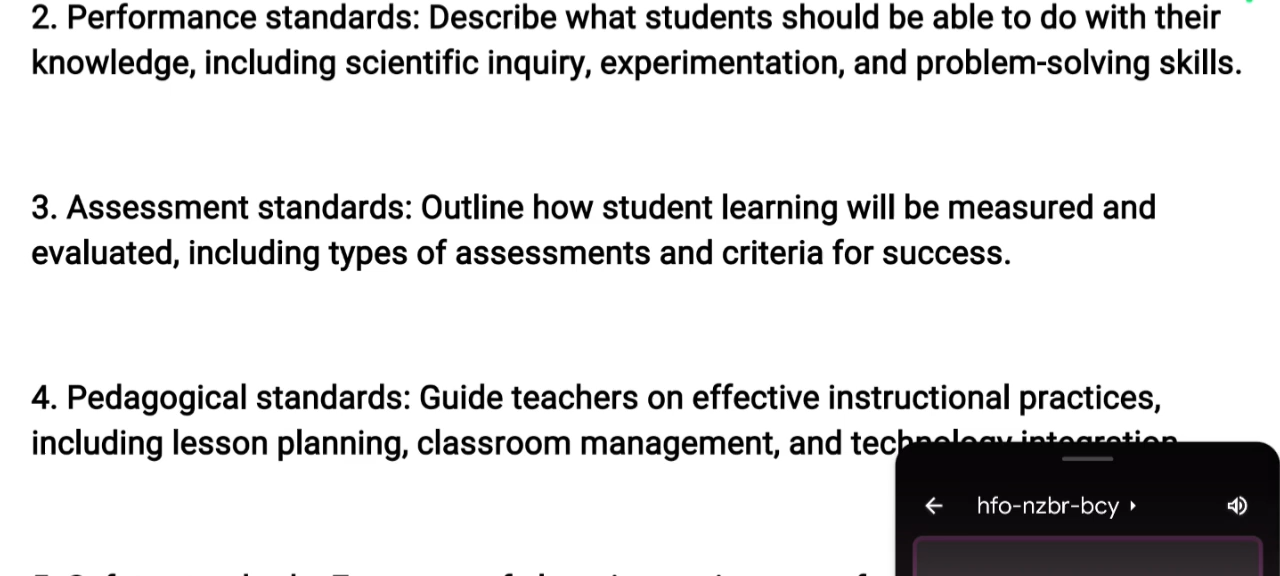 2. Performance standards: Describe what students should be able to do with their
knowledge, including scientific inquiry, experimentation, and problem-solving skills.
3. Assessment standards: Outline how student learning will be measured and
evaluated, including types of assessments and criteria for success.
4. Pedagogical standards: Guide teachers on effective instructional practices,
including lesson planning, classroom management, and technology integration
hfo-nzbr-bcy